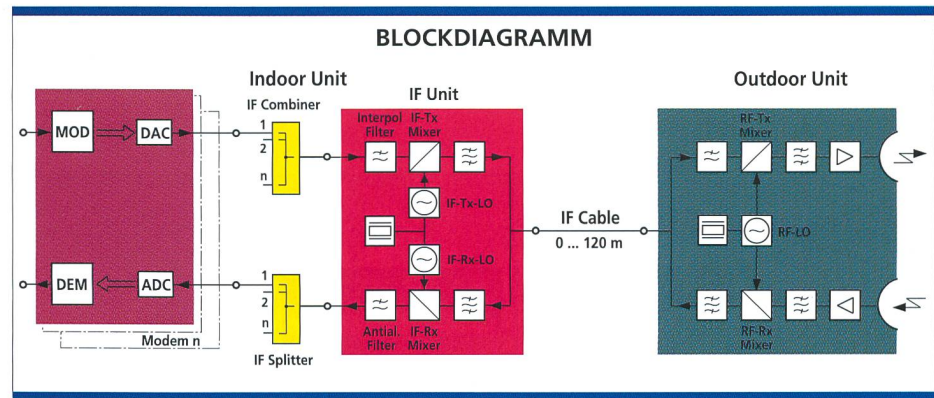 BLOCKDIAGRAMM
Indoor Unit
Outdoor Unit
IF Combiner
IF Unit
MOD
DAC
1
2
n
Interpol
Filter
IF-Tx
Mixer
RF-Tx
Mixer
IF-Tx-LO
IF Cable
0 ... 120 m
RF-LO
IF-Rx-LO
DEM
ADC
1
2
n
Modem n
IF Splitter
Antial.
Filter
IF-Rx
Mixer
RF-Rx
Mixer